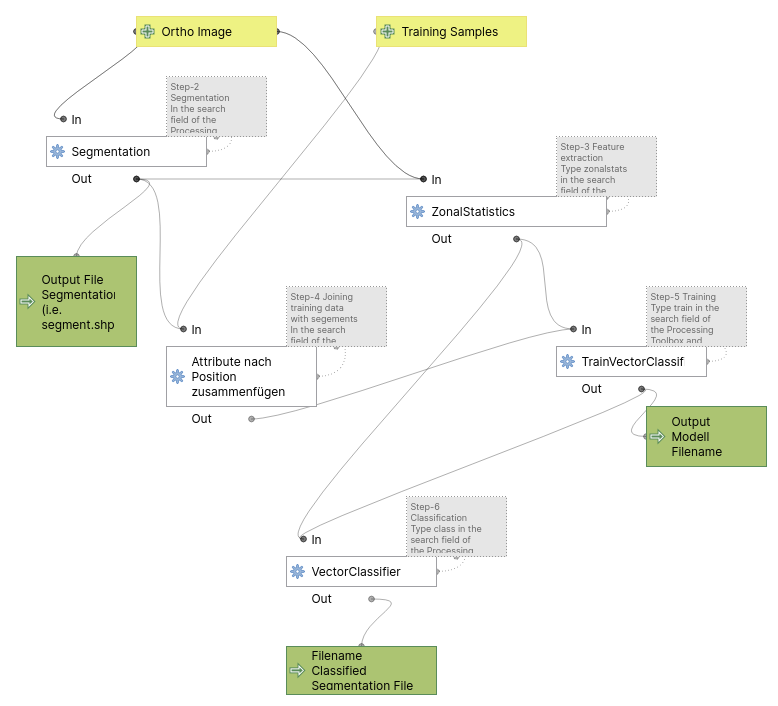 Ortho Image
Training Samples
Step-2
Segmentation
In the search
field of the
Processing
In
Segmentation
Out
Step-3 Feature
extraction
Type zonalstats
in the search
field of the
In
ZonalStatistics
Out
Output File
Segmentation
(i.e.
segment.shp
Step-4 Joining
training data
with segements
In the search
field of the
In
Attribute nach
Position
zusammenfügen
Out
Step-5 Training
Type train in the
search field of
the Processing
Toolbox and
In
TrainVectorClassif
Out
Output
Modell
Filename
Step-6
Classification
Type class in the
search field of
the Processing
In
VectorClassifier
Out
Filename
Classified
Segmentation File